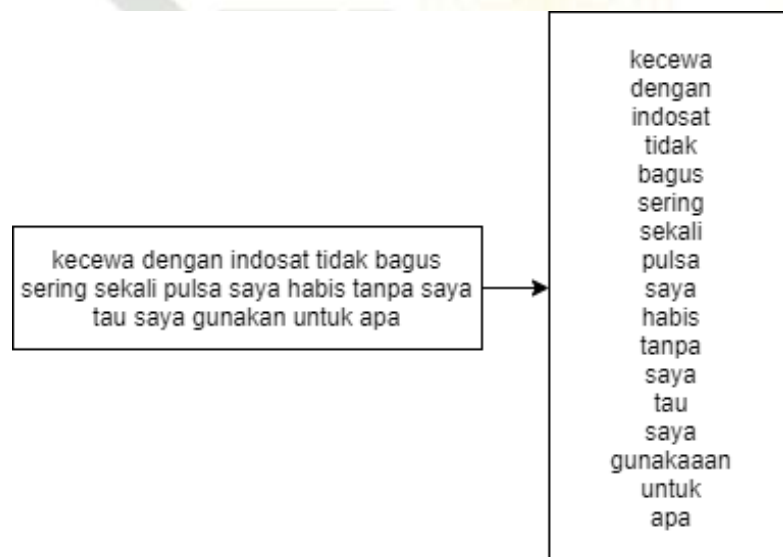 kecewa dengan indosat tidak bagus
sering sekali pulsa saya habis tanpa saya
tau saya gunakan untuk apa
kecewa
dengan
indosat
tidak
bagus
sering
sekali
pulsa
saya
habis
tanpa
saya
tau
saya
gunakaaan
untuk
apa